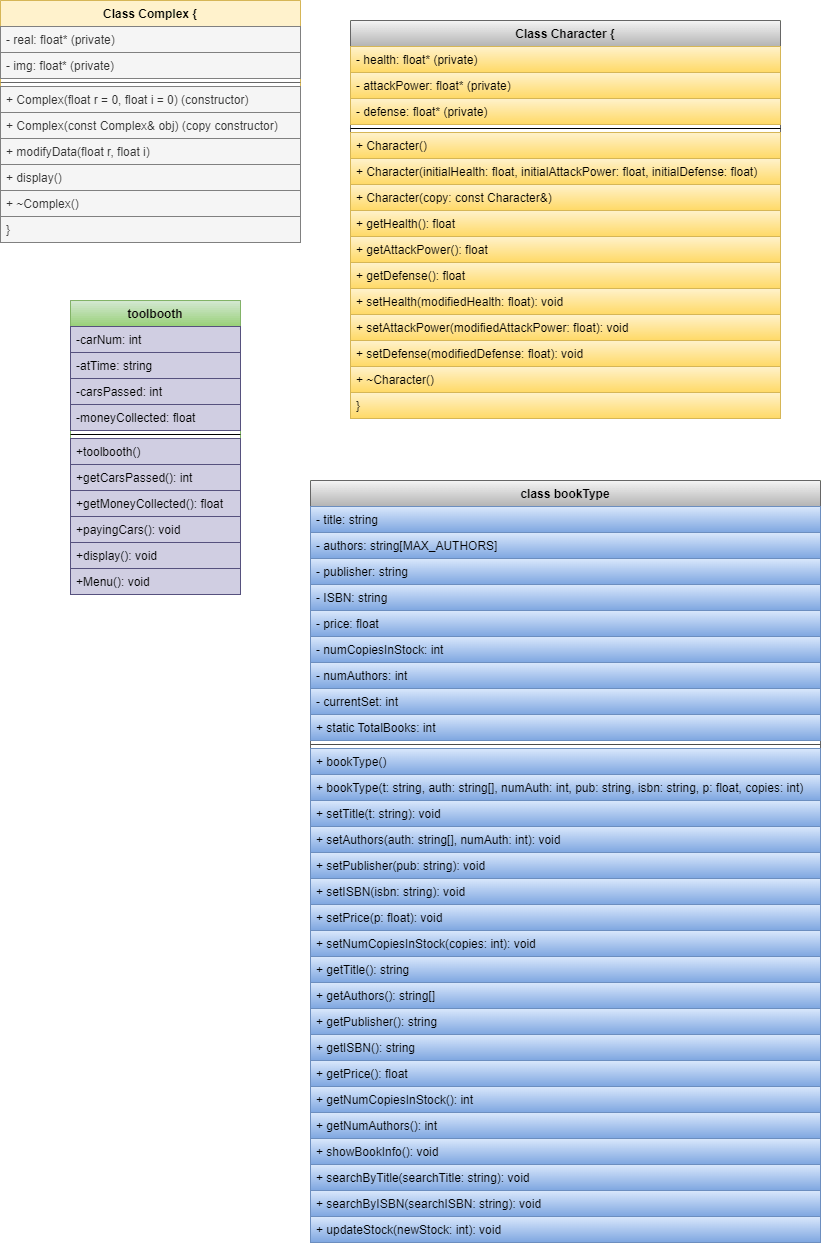 Class Complex {
- real: float* (private)
- img: float* (private)
+ Complex(float r = 0, float i = 0) (constructor)
+ Complex(const Complex& obj) (copy constructor)
+ modifyData(float r, float i)
+ display()
+ ~Complex()
}
Class Character {
- health: float* (private)
- attackPower: float* (private)
- defense: float* (private)
+ Character()
+ Character(initialHealth: float, initialAttackPower: float, initialDefense: float)
+ Character(copy: const Character&)
+ getHealth(): float
+ getAttackPower(): float
+ getDefense(): float
+ setHealth(modifiedHealth: float): void
+ setAttackPower(modifiedAttackPower: float): void
+ setDefense(modifiedDefense: float): void
+ ~Character()
}
toolbooth
-carNum: int
-atTime: string
-carsPassed: int
-moneyCollected: float
+toolbooth()
+getCarsPassed(): int
+getMoneyCollected(): float
+payingCars(): void
+display(): void
+Menu(): void
class bookType
- title: string
- authors: string[MAX_AUTHORS]
- publisher: string
- ISBN: string
- price: float
- numCopiesInStock: int
- numAuthors: int
- currentSet: int
+ static TotalBooks: int
+ bookType()
+ bookType(t: string, auth: string[], numAuth: int, pub: string, isbn: string, p: float, copies: int)
+ setTitle(t: string): void
+ setAuthors(auth: string[], numAuth: int): void
+ setPublisher(pub: string): void
+ setISBN(isbn: string): void
+ setPrice(p: float): void
+ setNumCopiesInStock(copies: int): void
+ getTitle(): string
+ getAuthors(): string[]
+ getPublisher(): string
+ getISBN(): string
+ getPrice(): float
+ getNumCopiesInStock(): int
+ getNumAuthors(): int
+ showBookInfo(): void
+ searchByTitle(searchTitle: string): void
+ searchByISBN(searchISBN: string): void
+ updateStock(newStock: int): void